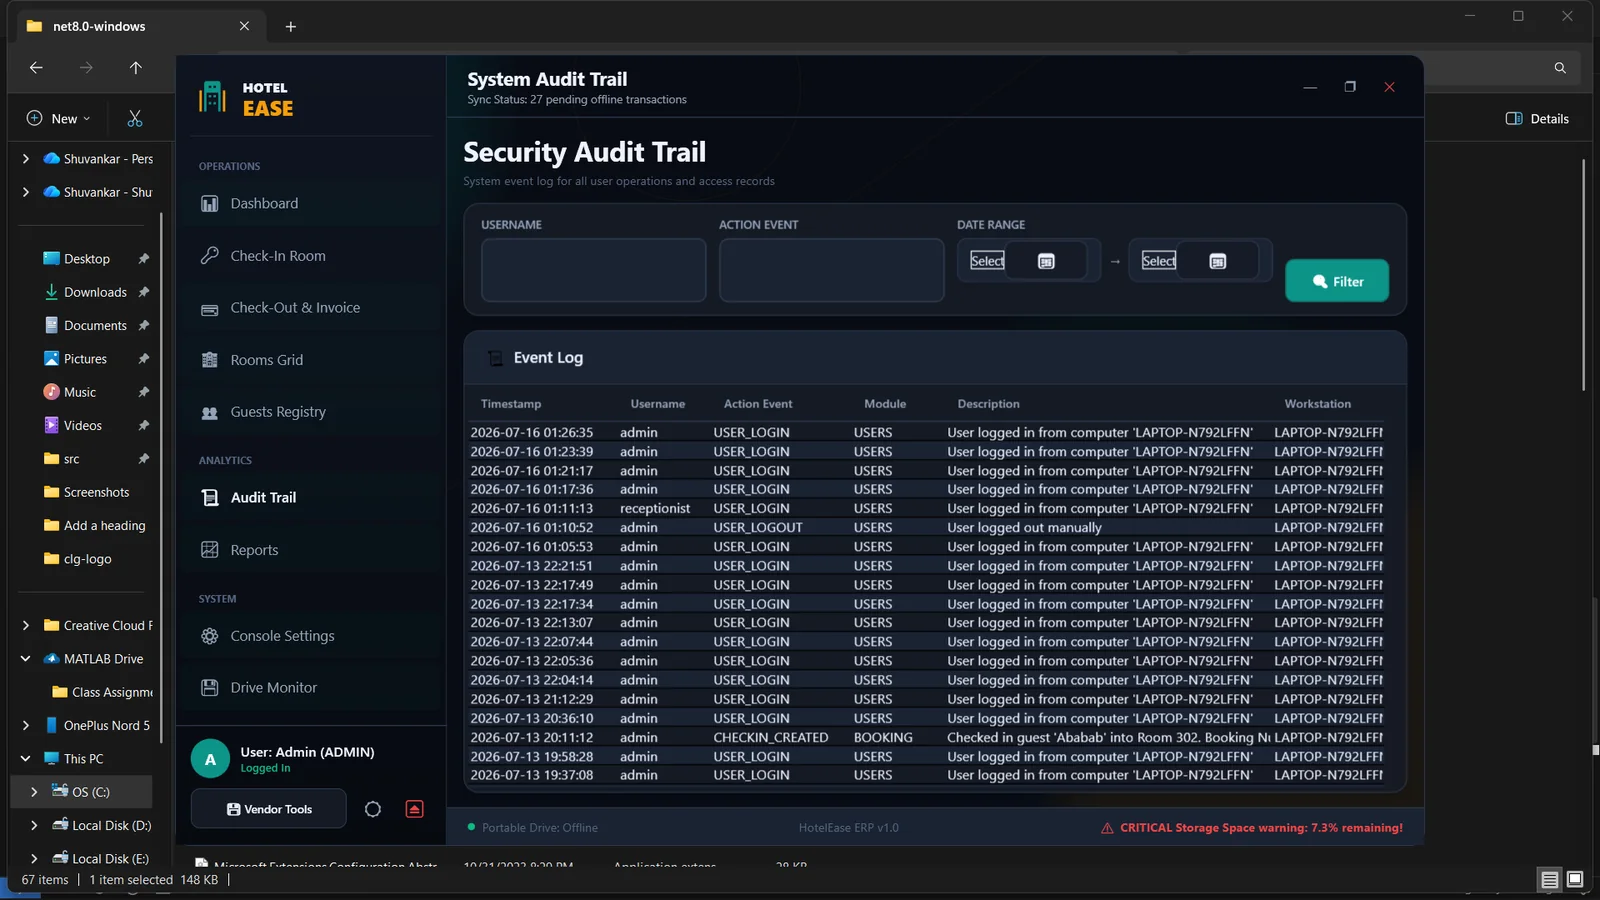 net8.0-windows
New
Details
Shuvankar - Pers
Shuvankar - Shu
Desktop
Downloads
Documents
Pictures
Music
Videos
src
Screenshots
Add a heading
clg-logo
Creative Cloud F
MATLAB Drive
Class Assignme
OnePlus Nord 5
This PC
OS (C:)
Local Disk (D:)
Local Disk (E:)
67 items
1 item selected 148 KB
HOTEL
EASE
OPERATIONS
Dashboard
Check-In Room
Check-Out & Invoice
Rooms Grid
Guests Registry
ANALYTICS
Audit Trail
Reports
SYSTEM
Console Settings
Drive Monitor
A
User: Admin (ADMIN)
Logged In
Vendor Tools
System Audit Trail
Sync Status: 27 pending offline transactions
Security Audit Trail
System event log for all user operations and access records
USERNAME ACTION EVENT DATE RANGE
Select → Select
Filter
Event Log
Timestamp Username Action Event Module Description Workstation
2026-07-16 01:26:35 admin USER_LOGIN USERS User logged in from computer 'LAPTOP-N792LFFN' LAPTOP-N792LFFN
2026-07-16 01:23:39 admin USER_LOGIN USERS User logged in from computer 'LAPTOP-N792LFFN' LAPTOP-N792LFFN
2026-07-16 01:21:17 admin USER_LOGIN USERS User logged in from computer 'LAPTOP-N792LFFN' LAPTOP-N792LFFN
2026-07-16 01:17:36 admin USER_LOGIN USERS User logged in from computer 'LAPTOP-N792LFFN' LAPTOP-N792LFFN
2026-07-16 01:11:13 receptionist USER_LOGIN USERS User logged in from computer 'LAPTOP-N792LFFN' LAPTOP-N792LFFN
2026-07-16 01:10:52 admin USER_LOGOUT USERS User logged out manually LAPTOP-N792LFFN
2026-07-16 01:05:53 admin USER_LOGIN USERS User logged in from computer 'LAPTOP-N792LFFN' LAPTOP-N792LFFN
2026-07-13 22:21:51 admin USER_LOGIN USERS User logged in from computer 'LAPTOP-N792LFFN' LAPTOP-N792LFFN
2026-07-13 22:17:49 admin USER_LOGIN USERS User logged in from computer 'LAPTOP-N792LFFN' LAPTOP-N792LFFN
2026-07-13 22:17:34 admin USER_LOGIN USERS User logged in from computer 'LAPTOP-N792LFFN' LAPTOP-N792LFFN
2026-07-13 22:13:07 admin USER_LOGIN USERS User logged in from computer 'LAPTOP-N792LFFN' LAPTOP-N792LFFN
2026-07-13 22:07:44 admin USER_LOGIN USERS User logged in from computer 'LAPTOP-N792LFFN' LAPTOP-N792LFFN
2026-07-13 22:05:36 admin USER_LOGIN USERS User logged in from computer 'LAPTOP-N792LFFN' LAPTOP-N792LFFN
2026-07-13 22:04:14 admin USER_LOGIN USERS User logged in from computer 'LAPTOP-N792LFFN' LAPTOP-N792LFFN
2026-07-13 21:12:29 admin USER_LOGIN USERS User logged in from computer 'LAPTOP-N792LFFN' LAPTOP-N792LFFN
2026-07-13 20:36:10 admin USER_LOGIN USERS User logged in from computer 'LAPTOP-N792LFFN' LAPTOP-N792LFFN
2026-07-13 20:11:12 admin CHECKIN_CREATED BOOKING Checked in guest 'Ababab' into Room 302. Booking Nu LAPTOP-N792LFFN
2026-07-13 19:58:28 admin USER_LOGIN USERS User logged in from computer 'LAPTOP-N792LFFN' LAPTOP-N792LFFN
2026-07-13 19:37:08 admin USER_LOGIN USERS User logged in from computer 'LAPTOP-N792LFFN' LAPTOP-N792LFFN
Portable Drive: Offline
HotelEase ERP v1.0
CRITICAL Storage Space warning: 7.3% remaining!